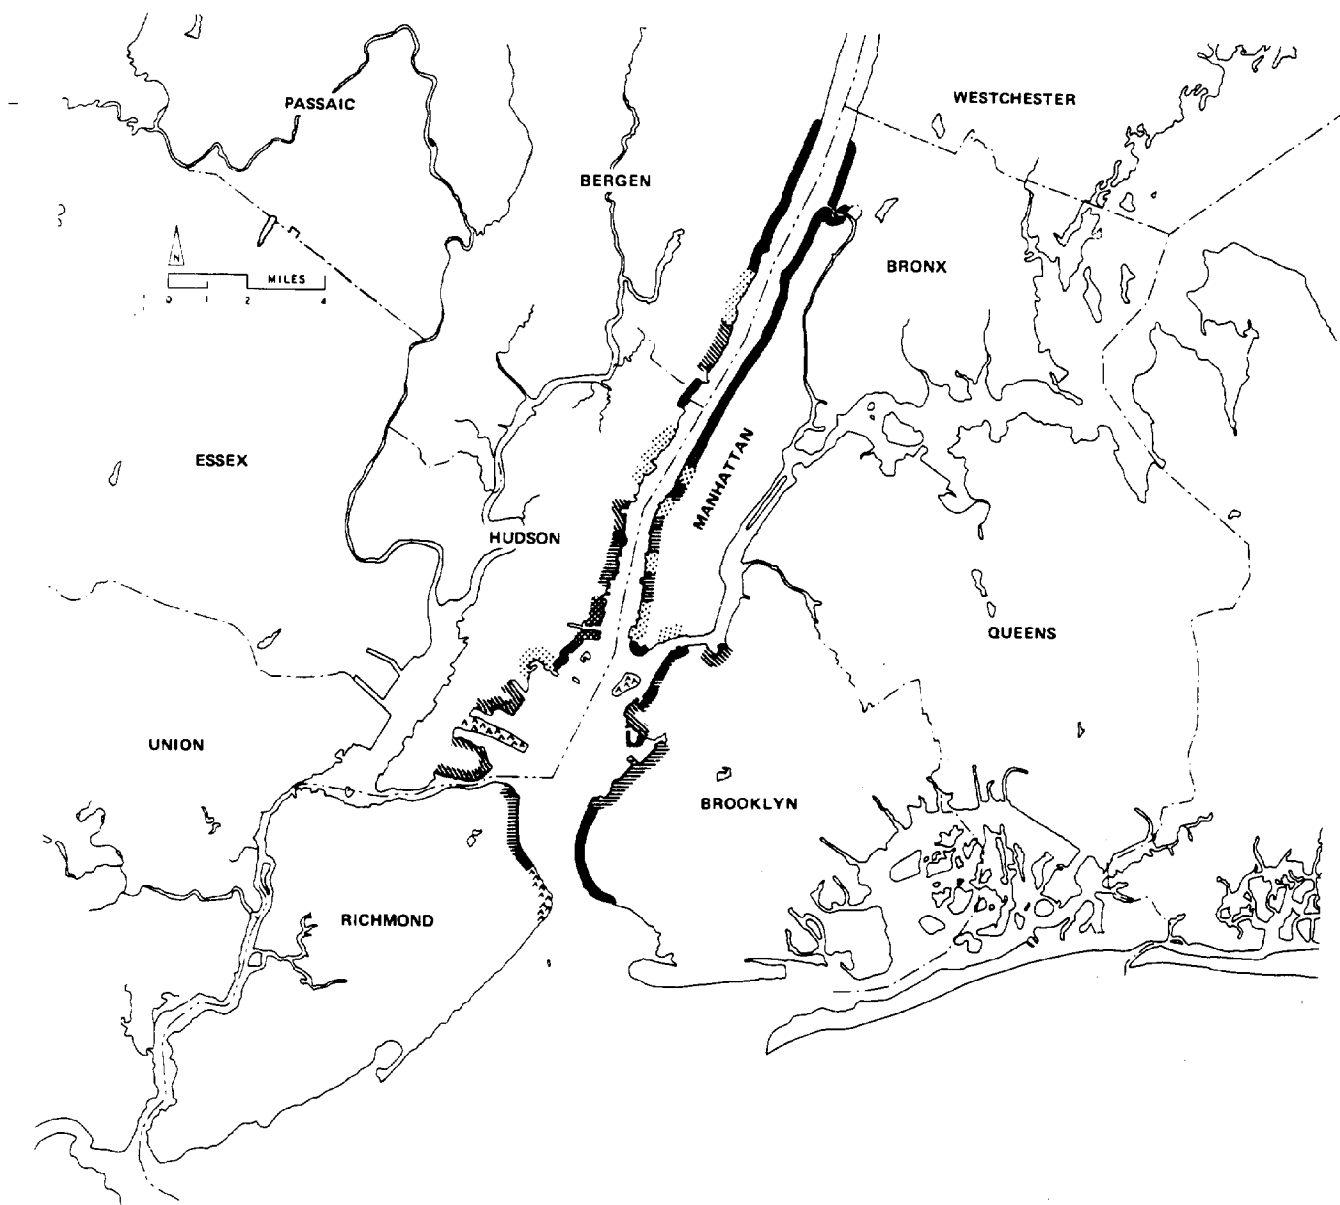 PASSAIC
WESTCHESTER
BERGEN
N
MILES
0 1 2 4
BRONX
MANHATTAN
ESSEX
HUDSON
QUEENS
UNION
BROOKLYN
RICHMOND